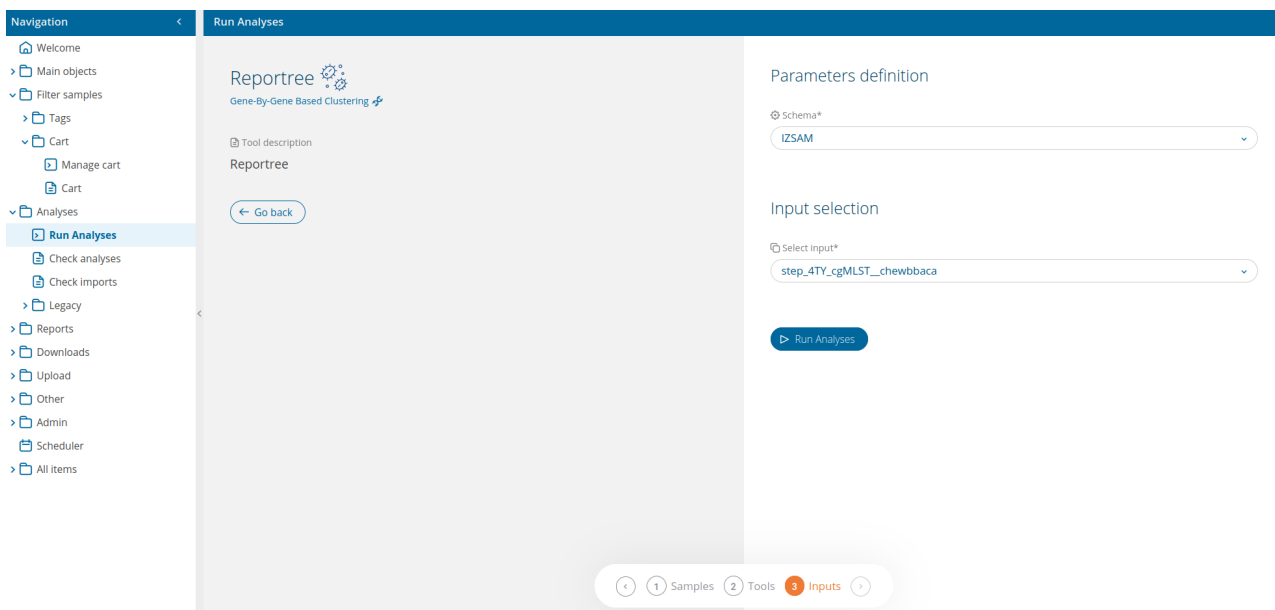 Navigation
Welcome
Main objects
Filter samples
Tags
Cart
Manage cart
Cart
Analyses
Run Analyses
Check analyses
Check imports
Legacy
Reports
Downloads
Upload
Other
Admin
Scheduler
All items
Run Analyses
Reportree
Gene-By-Gene Based Clustering
Tool description
Reportree
Go back
Parameters definition
Schema*
IZSAM
Input selection
Select input*
step_4TY_cgMLST__chewbbaca
Run Analyses
1 Samples 2 Tools 3 Inputs